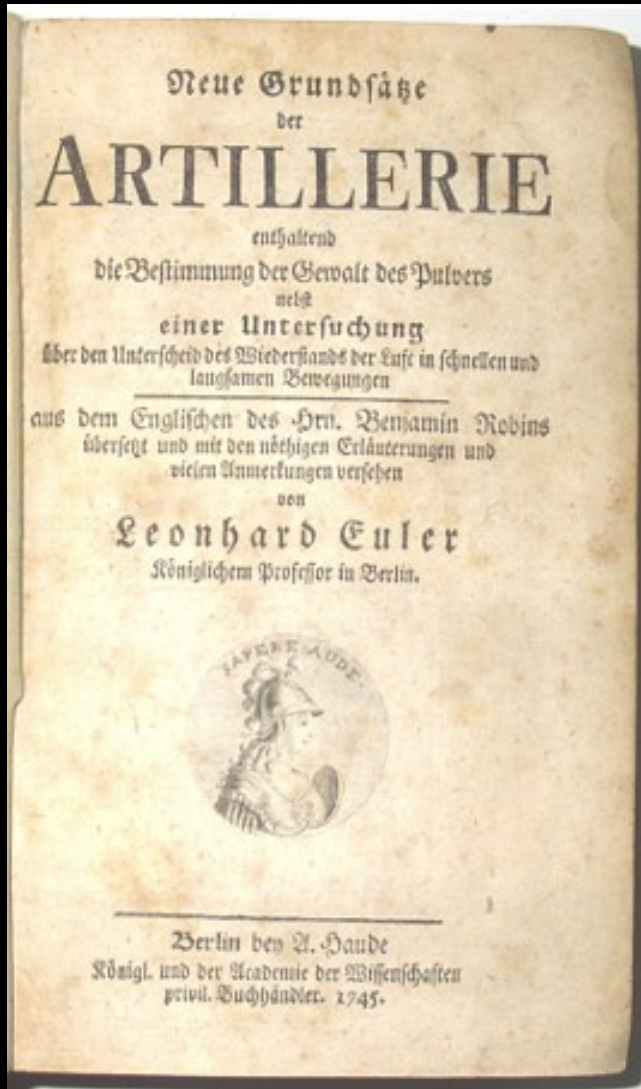 Neue Grundsätze
der
ARTILLERIE
enthaltend
die Bestimmung der Gewalt des Pulvers
nebst
einer Untersuchung
über den Unterscheid des Wiederstands der Luft in schnellen und
langsamen Bewegungen
aus dem Englischen des Hrn. Benjamin Robins
übersetzt und mit den nöthigen Erläuterungen und
vielen Anmerkungen versehen
von
Leonhard Euler
Königlichem Professor in Berlin.
SAPERE AUDE.
Berlin bey A. Haude
Königl. und der Academie der Wissenschaften
privil. Buchhändler. 1745.